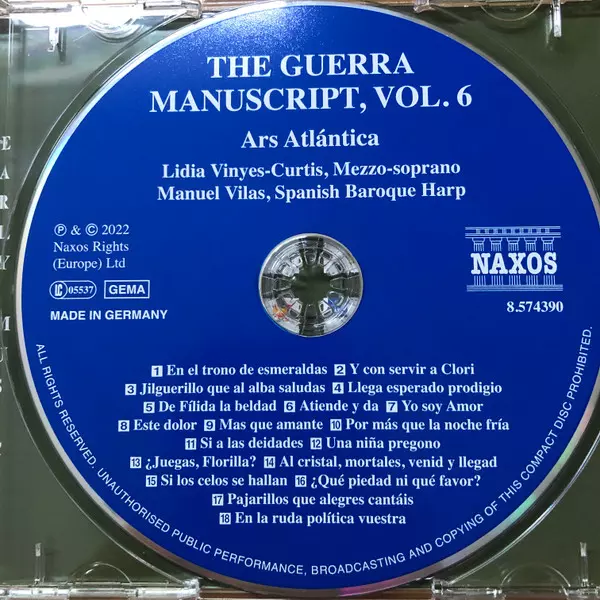 THE GUERRA
MANUSCRIPT, VOL. 6
Ars Atlántica
Lidia Vinyes-Curtis, Mezzo-soprano
Manuel Vilas, Spanish Baroque Harp
℗ & © 2022
Naxos Rights
(Europe) Ltd
LC 05537 GEMA
MADE IN GERMANY
NAXOS
8.574390
1 En el trono de esmeraldas 2 Y con servir a Clori
3 Jilguerillo que al alba saludas 4 Llega esperado prodigio
5 De Fílida la beldad 6 Atiende y da 7 Yo soy Amor
8 Este dolor 9 Mas que amante 10 Por más que la noche fría
11 Si a las deidades 12 Una niña pregono
13 ¿Juegas, Florilla? 14 Al cristal, mortales, venid y llegad
15 Si los celos se hallan 16 ¿Qué piedad ni qué favor?
17 Pajarillos que alegres cantáis
18 En la ruda política vuestra
ALL RIGHTS RESERVED. UNAUTHORISED PUBLIC PERFORMANCE, BROADCASTING AND COPYING OF THIS COMPACT DISC PROHIBITED.
EARLY MUS